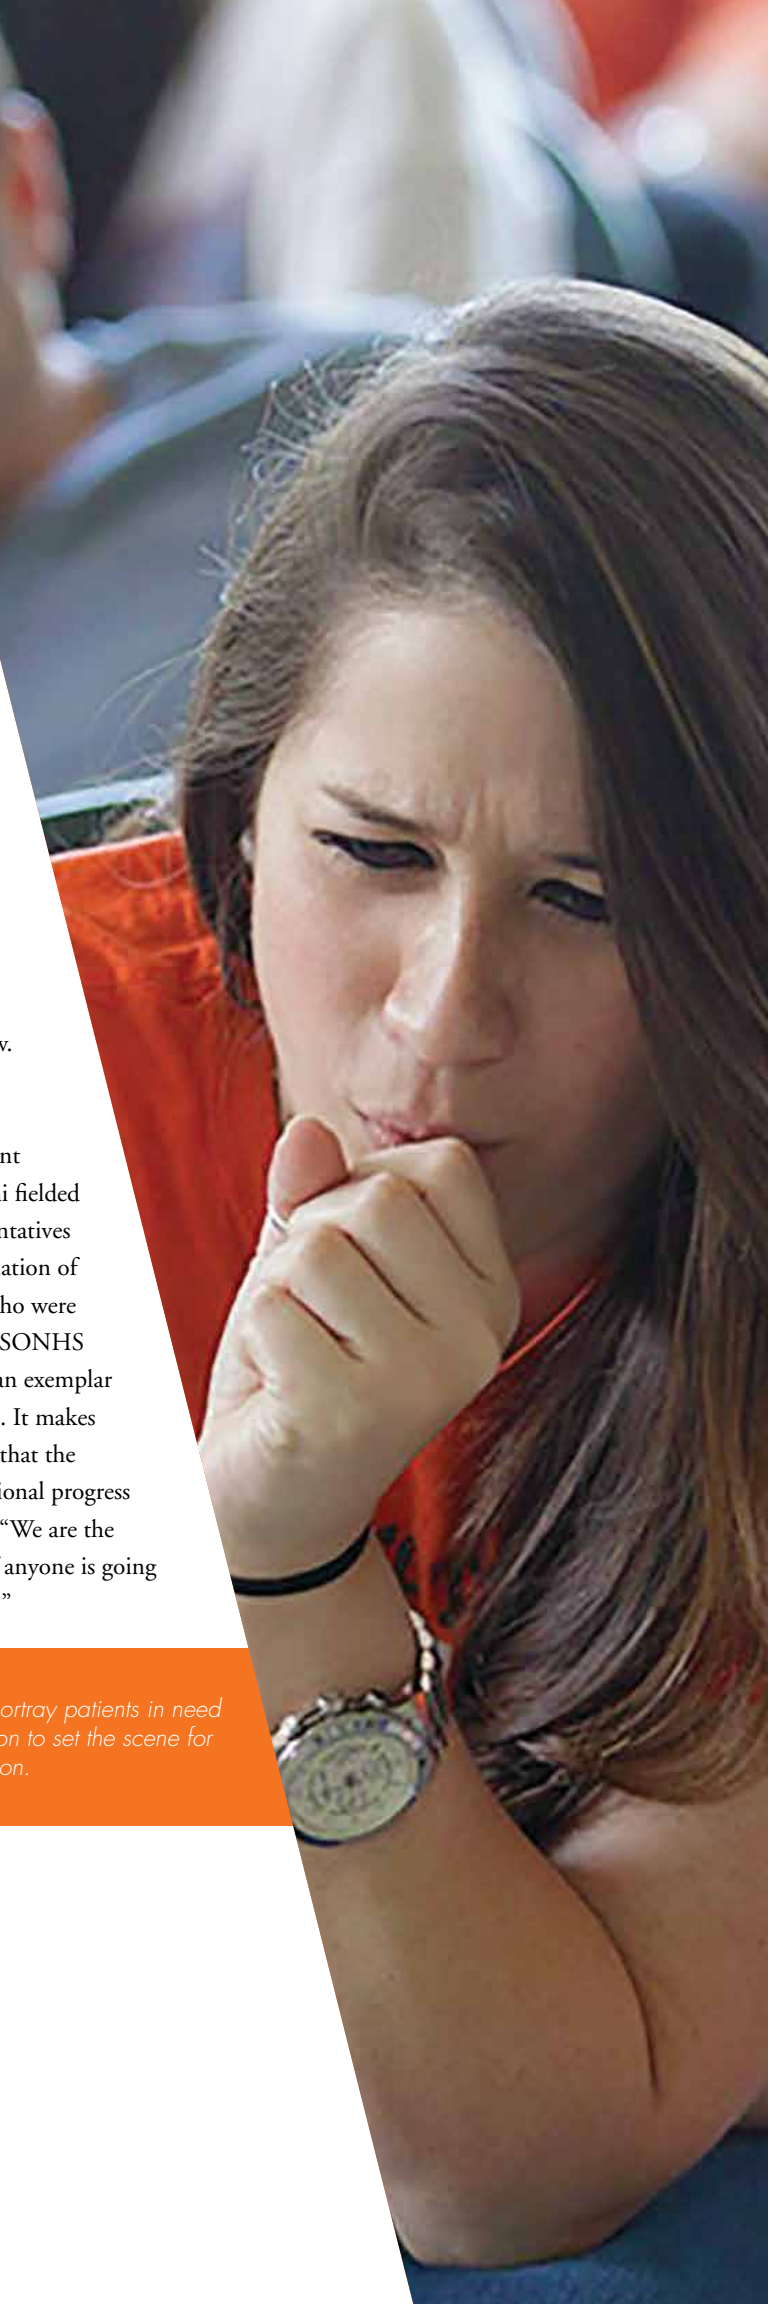 v.
nt
i fielded
ntatives
ation of
ho were
SONHS
an exemplar
. It makes
that the
ional progress
“We are the
anyone is going
”
ortray patients in need
on to set the scene for
on.